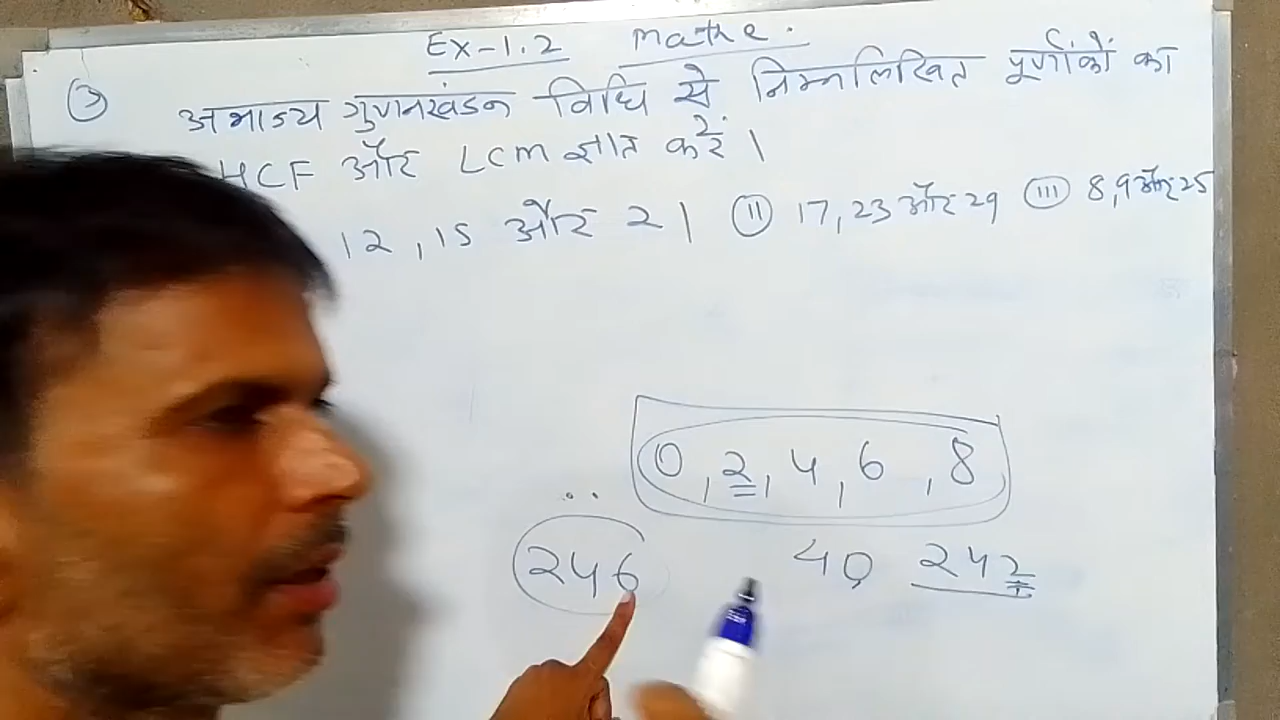 Ex-1.2 Maths.
③ अभाज्य गुणनखंडन विधि से निम्नलिखित पूर्णांकों का
HCF और LCM ज्ञात करें।
12, 15 और 21 (II) 17, 23 और 29 (III) 8, 9 और 25
0, 2, 4, 6, 8
246 40 242